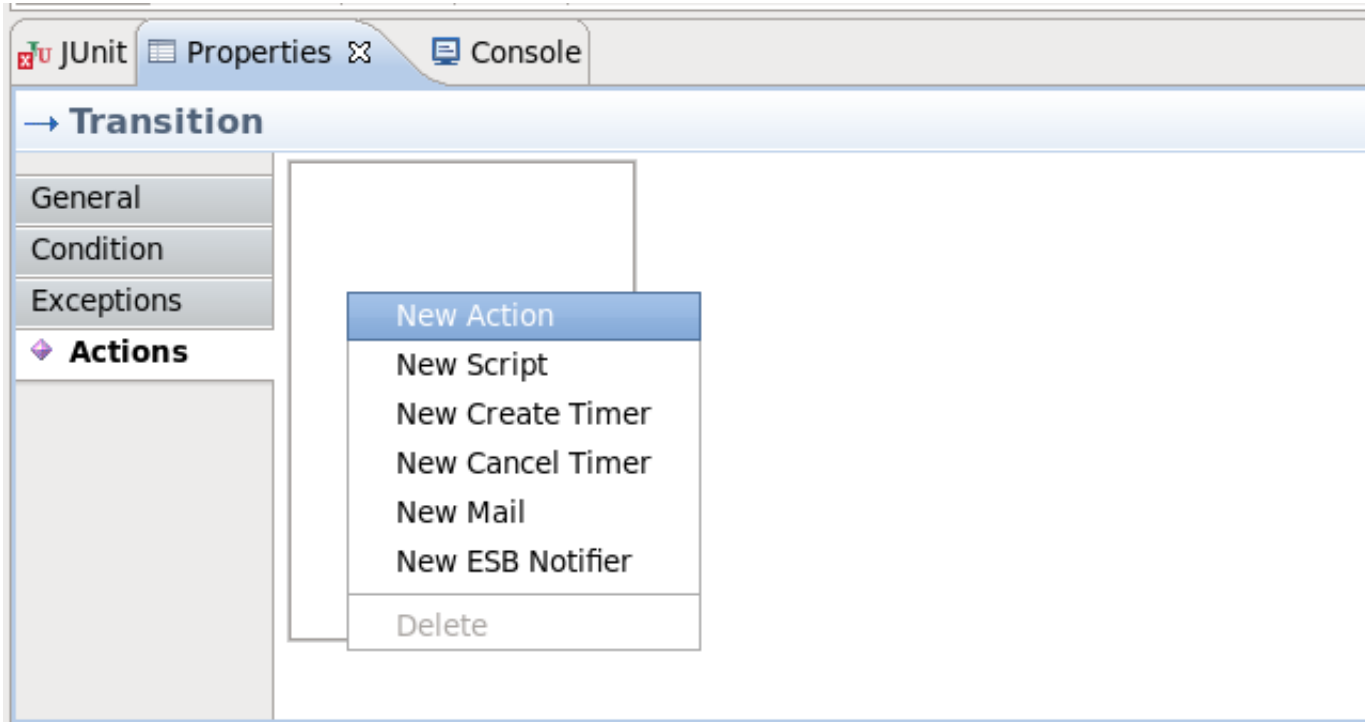 JUnit Properties Console
Transition
General
Condition
Exceptions
Actions
New Action
New Script
New Create Timer
New Cancel Timer
New Mail
New ESB Notifier
Delete